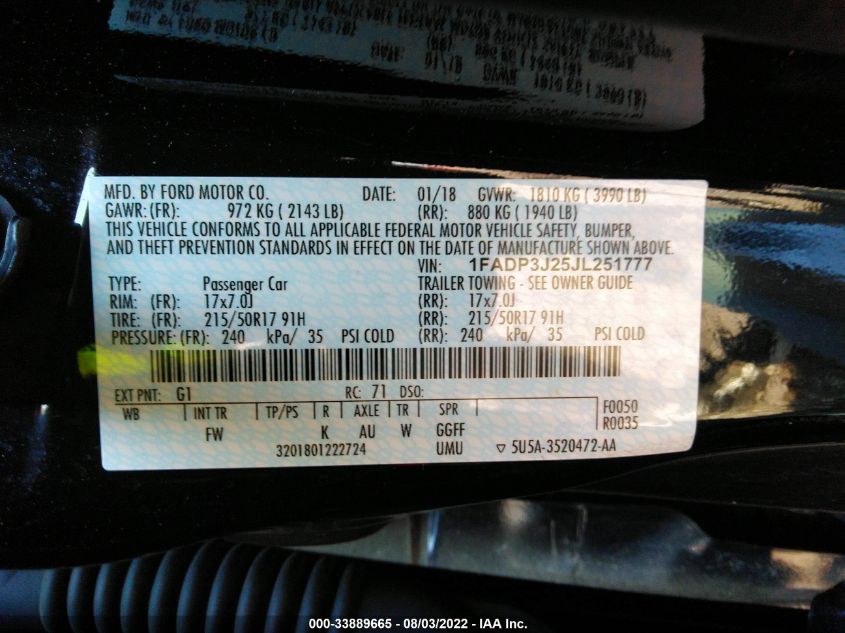 MFD. BY FORD MOTOR CO. DATE: 01/18 GVWR: 1810 KG ( 3990 LB)
GAWR: (FR): 972 KG ( 2143 LB) (RR): 880 KG ( 1940 LB)
THIS VEHICLE CONFORMS TO ALL APPLICABLE FEDERAL MOTOR VEHICLE SAFETY, BUMPER,
AND THEFT PREVENTION STANDARDS IN EFFECT ON THE DATE OF MANUFACTURE SHOWN ABOVE.
VIN: 1FADP3J25JL251777
TYPE: Passenger Car TRAILER TOWING - SEE OWNER GUIDE
RIM: (FR): 17x7.0J (RR): 17x7.0J
TIRE: (FR): 215/50R17 91H (RR): 215/50R17 91H
PRESSURE: (FR): 240 kPa/ 35 PSI COLD (RR): 240 kPa/ 35 PSI COLD
EXT PNT: G1 RC: 71 DSO:
WB INT TR TP/PS R AXLE TR SPR F0050
FW K AU W GGFF R0035
3201801222724 UMU ▽ 5U5A-3520472-AA
000-33889665 - 08/03/2022 - IAA Inc.